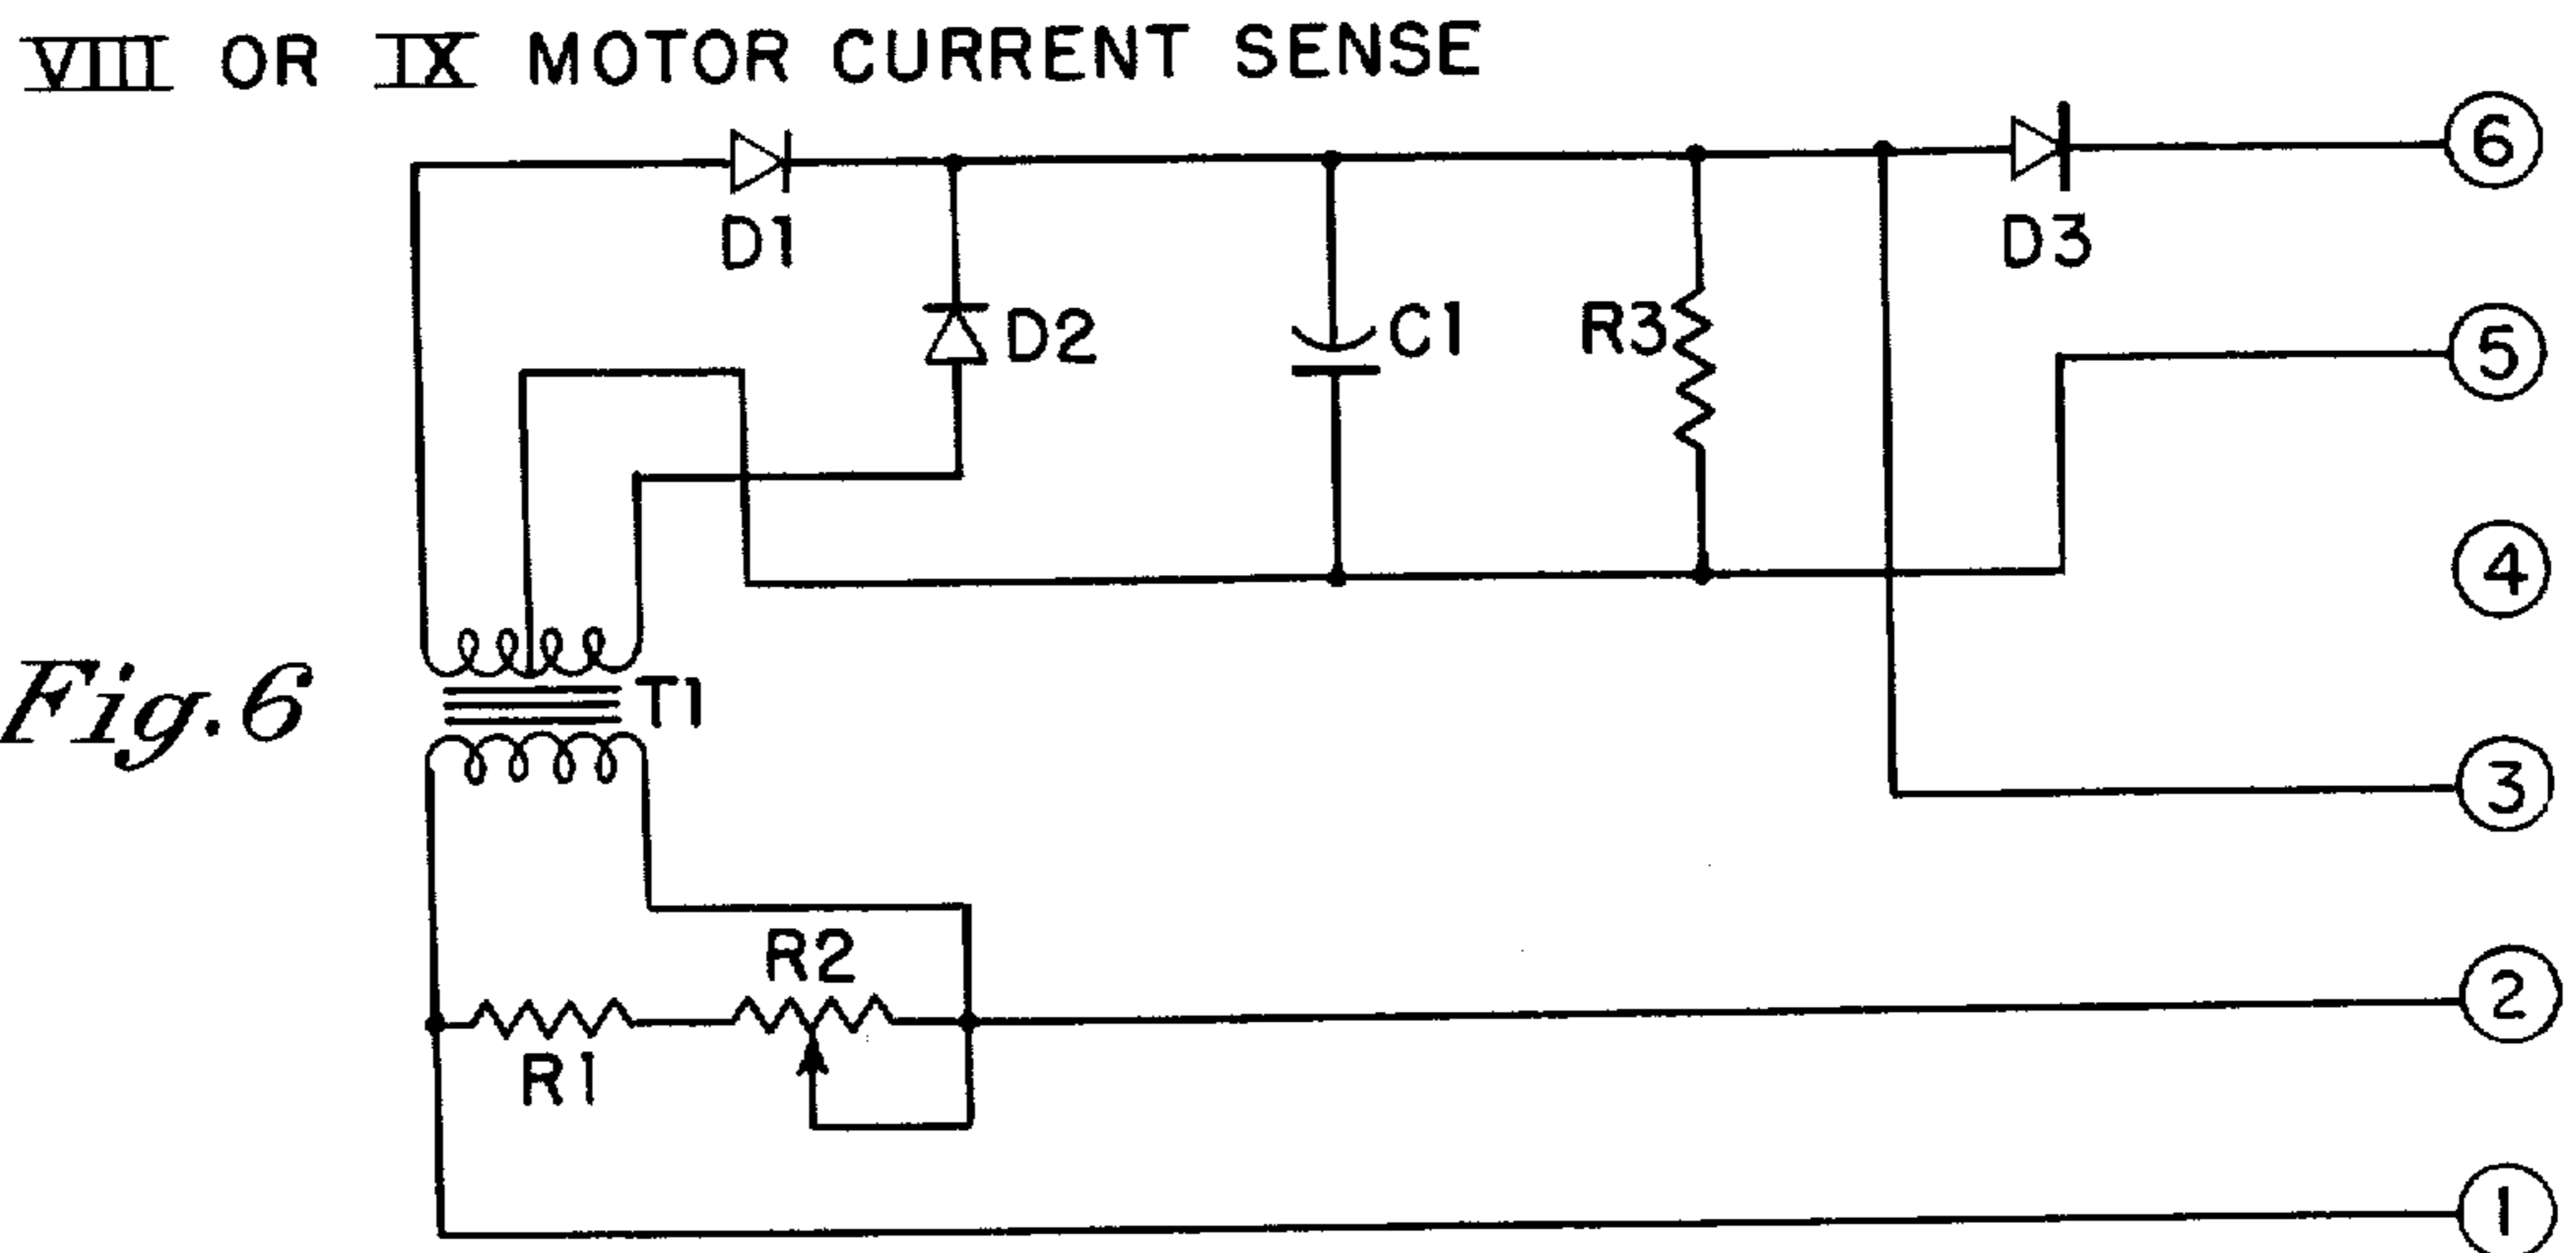 VIII OR IX MOTOR CURRENT SENSE
6
D1
D3
D2
C1
R3
5
4
Fig.6
T1
3
R2
2
R1
1